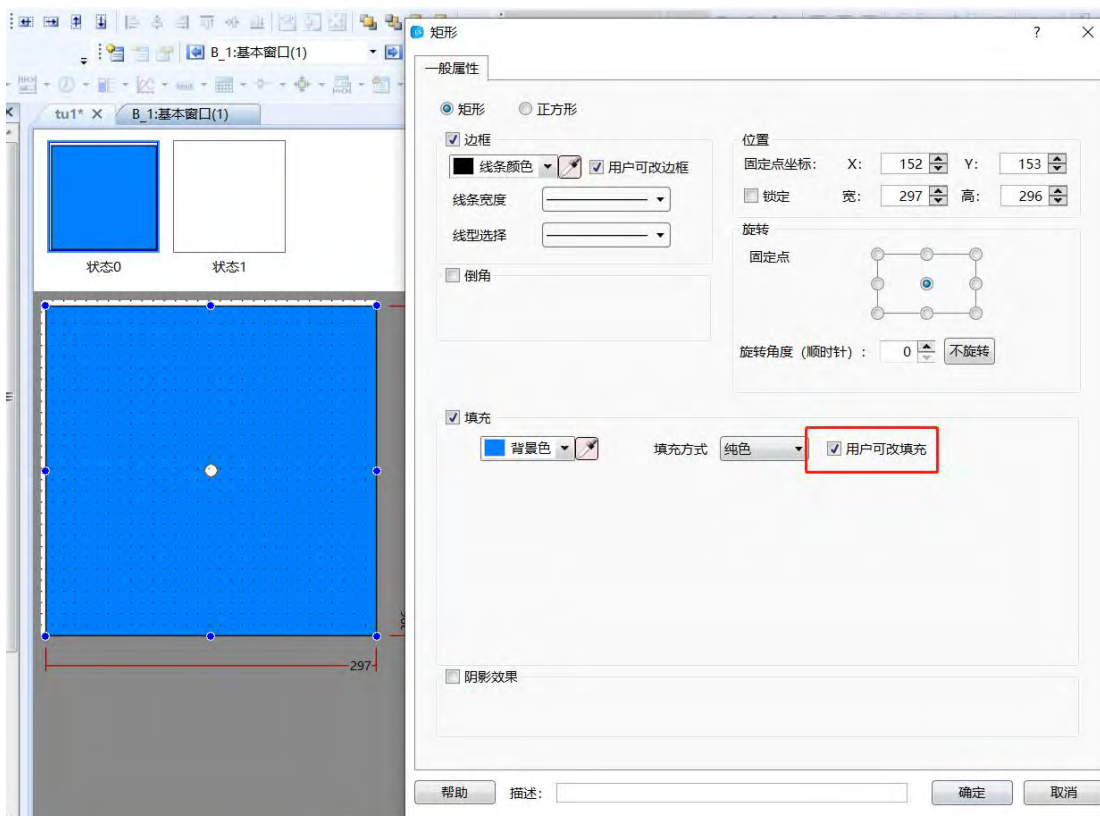 B_1:基本窗口(1)
tu1*
B_1:基本窗口(1)
状态0
状态1
297
矩形
?
一般属性
矩形
正方形
边框
线条颜色
用户可改边框
线条宽度
线型选择
倒角
位置
固定点坐标: X: 152 Y: 153
锁定 宽: 297 高: 296
旋转
固定点
旋转角度 (顺时针) : 0 不旋转
填充
背景色
填充方式 纯色
用户可改填充
阴影效果
帮助 描述: 确定 取消